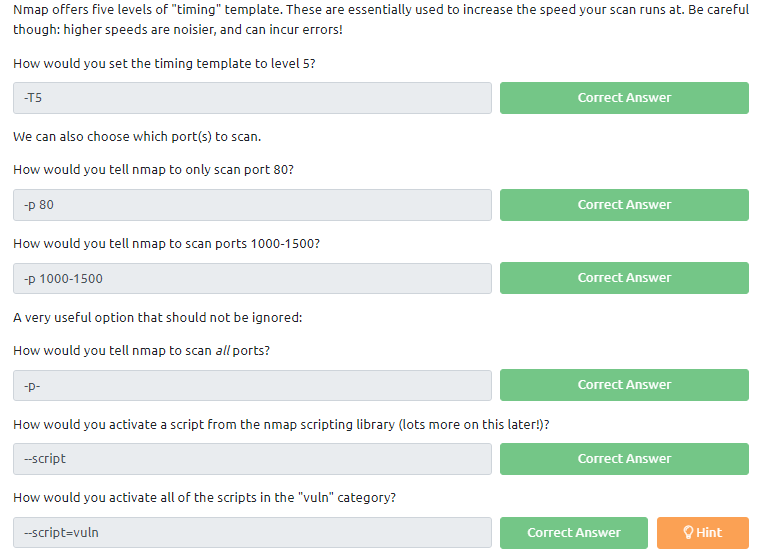 Nmap offers five levels of "timing" template. These are essentially used to increase the speed your scan runs at. Be careful
though: higher speeds are noisier, and can incur errors!
How would you set the timing template to level 5?
-T5 Correct Answer
We can also choose which port(s) to scan.
How would you tell nmap to only scan port 80?
-p 80 Correct Answer
How would you tell nmap to scan ports 1000-1500?
-p 1000-1500 Correct Answer
A very useful option that should not be ignored:
How would you tell nmap to scan all ports?
-p- Correct Answer
How would you activate a script from the nmap scripting library (lots more on this later!)?
--script Correct Answer
How would you activate all of the scripts in the "vuln" category?
--script=vuln Correct Answer Hint